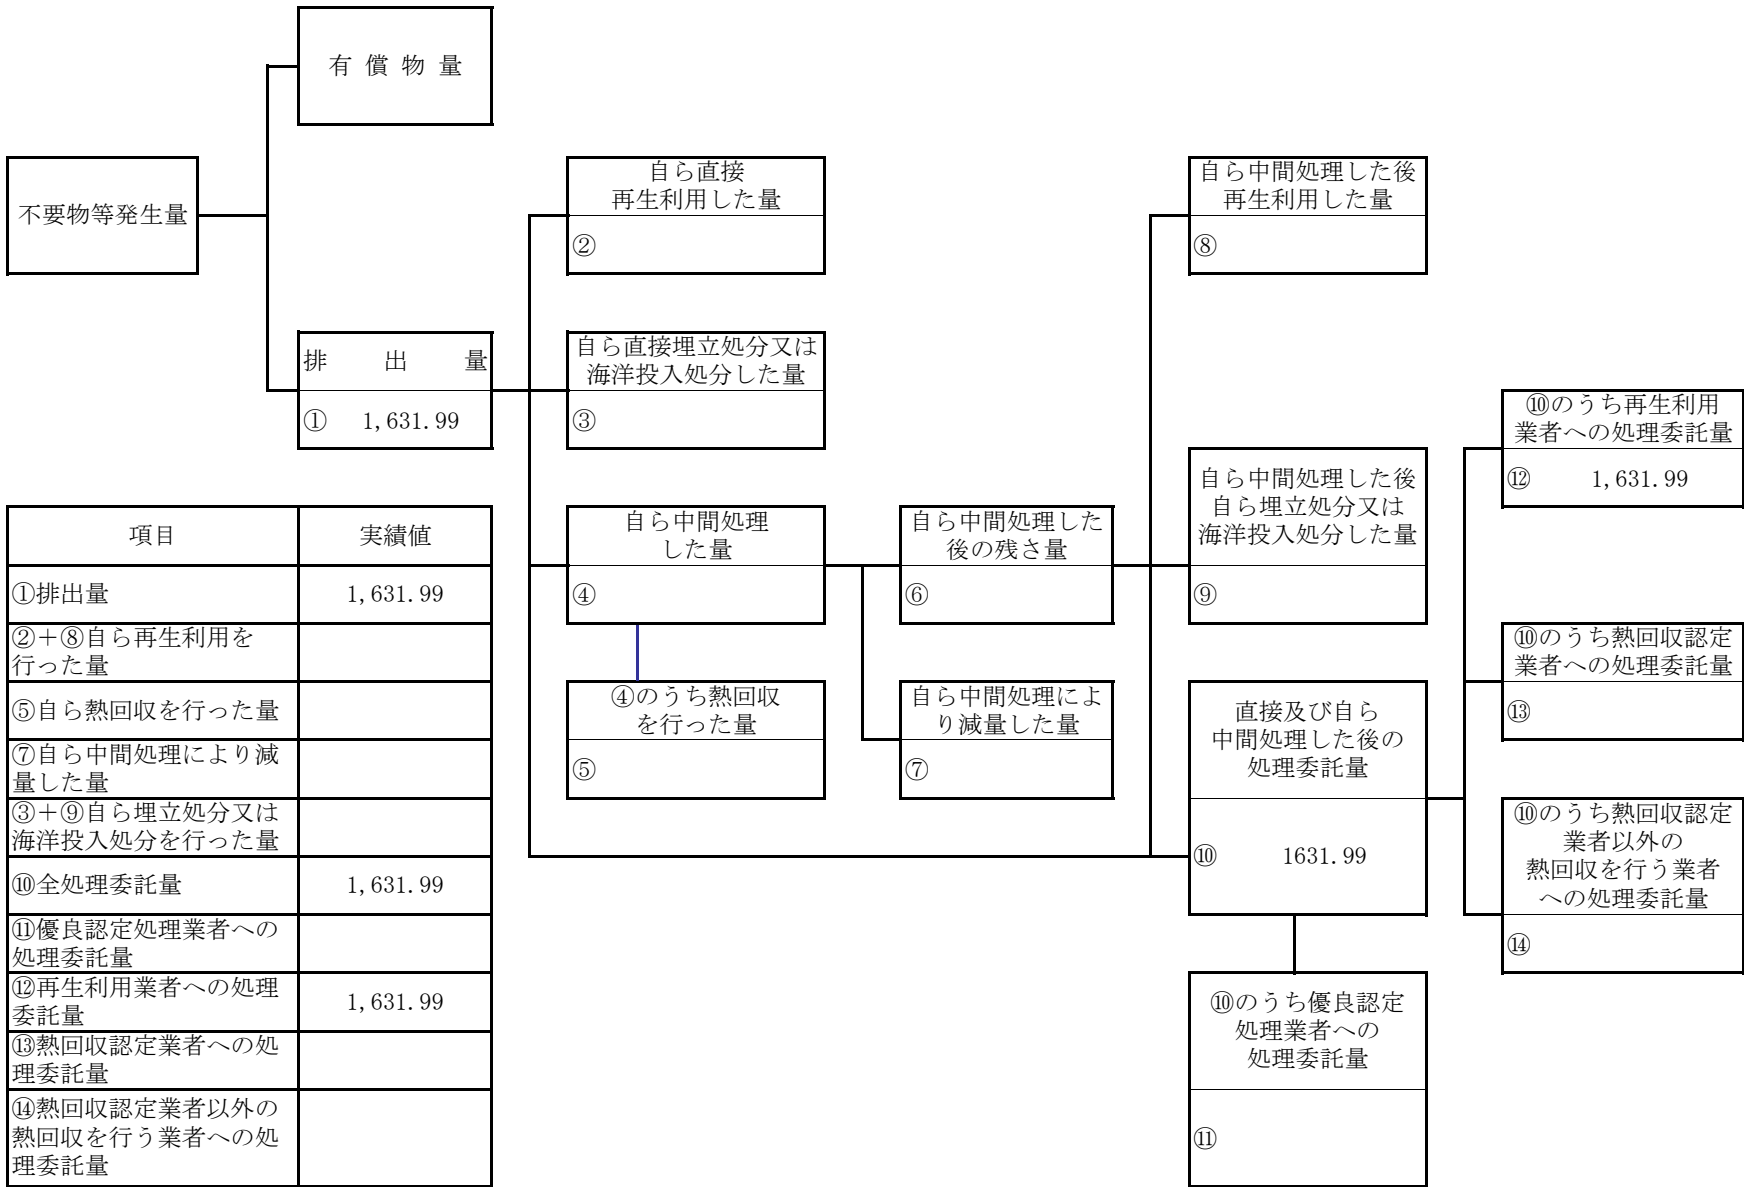 有 償 物 量
不要物等発生量
排 出 量
① 1,631.99
自ら直接
再生利用した量
②
自ら直接埋立処分又は
海洋投入処分した量
③
自ら中間処理
した量
④
④のうち熱回収
を行った量
⑤
自ら中間処理した
後の残さ量
⑥
自ら中間処理によ
り減量した量
⑦
自ら中間処理した後
再生利用した量
⑧
自ら中間処理した後
自ら埋立処分又は
海洋投入処分した量
⑨
直接及び自ら
中間処理した後の
処理委託量
⑩ 1631.99
⑩のうち優良認定
処理業者への
処理委託量
⑪
⑩のうち再生利用
業者への処理委託量
⑫ 1,631.99
⑩のうち熱回収認定
業者への処理委託量
⑬
⑩のうち熱回収認定
業者以外の
熱回収を行う業者
への処理委託量
⑭
項目 実績値
①排出量 1,631.99
②+⑧自ら再生利用を
行った量
⑤自ら熱回収を行った量
⑦自ら中間処理により減
量した量
③+⑨自ら埋立処分又は
海洋投入処分を行った量
⑩全処理委託量 1,631.99
⑪優良認定処理業者への
処理委託量
⑫再生利用業者への処理
委託量 1,631.99
⑬熱回収認定業者への処
理委託量
⑭熱回収認定業者以外の
熱回収を行う業者への処
理委託量